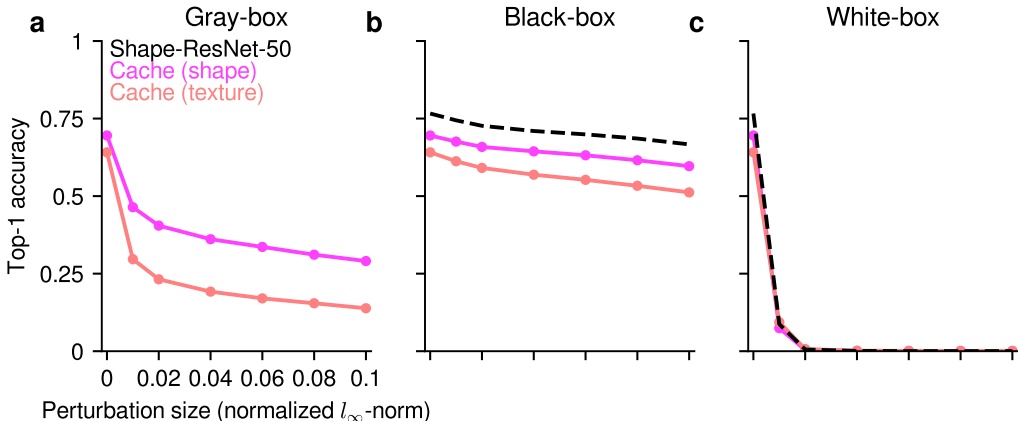 a Gray-box b Black-box c White-box
1
Shape-ResNet-50
Cache (shape)
Cache (texture)
0.75
0.5
0.25
0
Top-1 accuracy
0 0.02 0.04 0.06 0.08 0.1
Perturbation size (normalized l∞-norm)